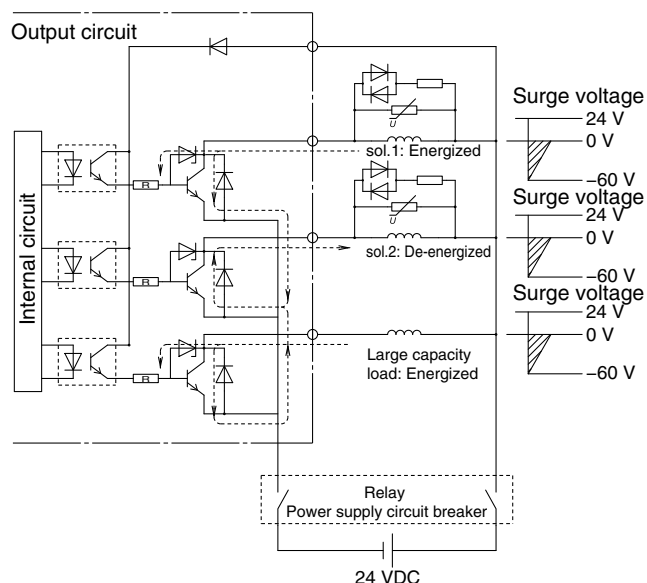 Output circuit
Internal circuit
R
R
R
U
sol.1: Energized
U
sol.2: De-energized
Large capacity
load: Energized
Surge voltage
24 V
0 V
−60 V
Surge voltage
24 V
0 V
−60 V
Surge voltage
24 V
0 V
−60 V
Relay
Power supply circuit breaker
24 VDC